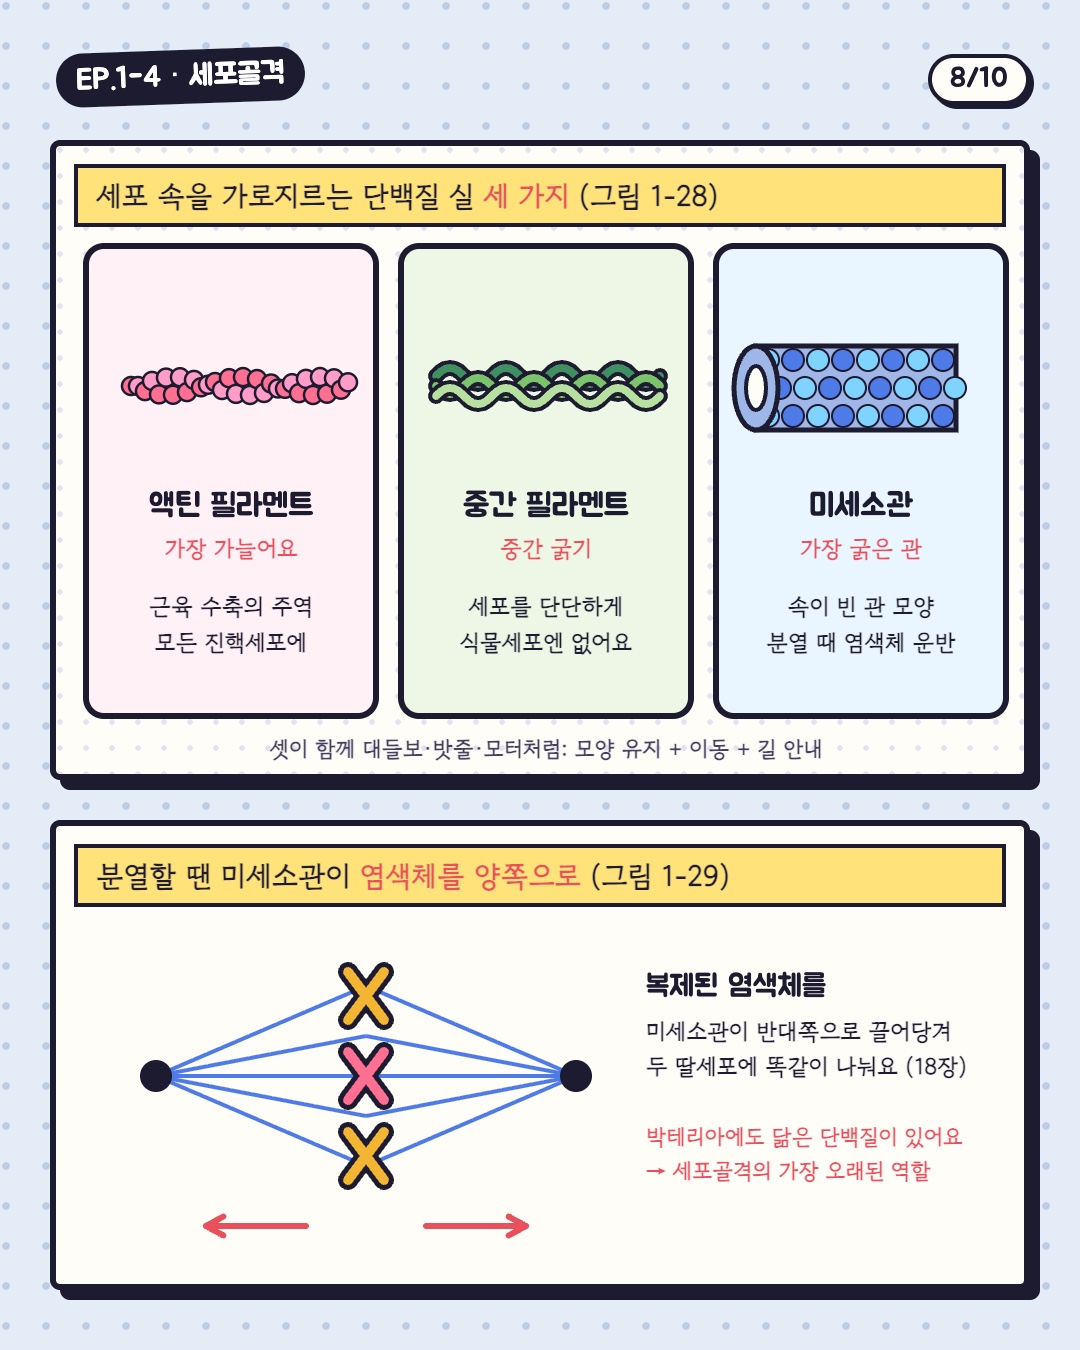 EP.1-4 · 세포골격
8/10
세포 속을 가로지르는 단백질 실 세 가지 (그림 1-28)
액틴 필라멘트
가장 가늘어요
근육 수축의 주역
모든 진핵세포에
중간 필라멘트
중간 굵기
세포를 단단하게
식물세포엔 없어요
미세소관
가장 굵은 관
속이 빈 관 모양
분열 때 염색체 운반
셋이 함께 대들보·밧줄·모터처럼: 모양 유지 + 이동 + 길 안내
분열할 땐 미세소관이 염색체를 양쪽으로 (그림 1-29)
복제된 염색체를
미세소관이 반대쪽으로 끌어당겨
두 딸세포에 똑같이 나눠요 (18장)
박테리아에도 닮은 단백질이 있어요
→ 세포골격의 가장 오래된 역할